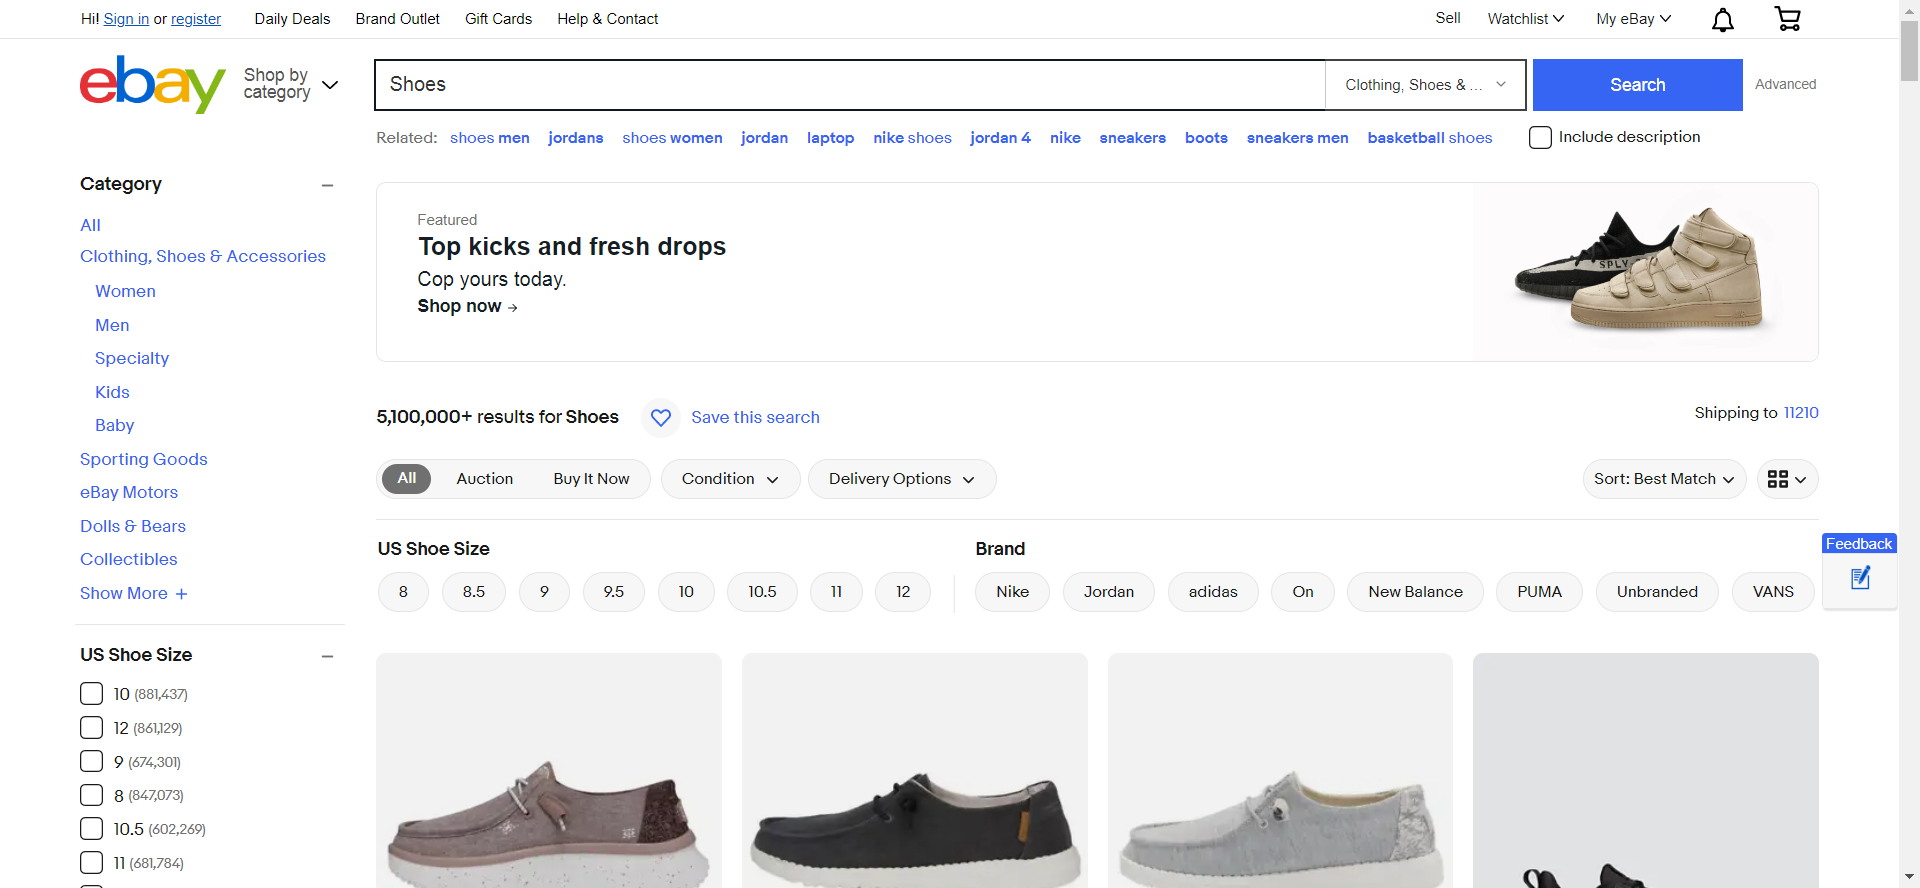 Hi! Sign in or register
Daily Deals
Brand Outlet
Gift Cards
Help & Contact
Sell
Watchlist
My eBay
ebay
Shop by
category
Shoes
Clothing, Shoes & ...
Search
Advanced
Related: shoes men jordans shoes women jordan laptop nike shoes jordan 4 nike sneakers boots sneakers men basketball shoes
Include description
Category
All
Clothing, Shoes & Accessories
Women
Men
Specialty
Kids
Baby
Sporting Goods
eBay Motors
Dolls & Bears
Collectibles
Show More
US Shoe Size
10 (881,437)
12 (861,129)
9 (674,301)
8 (847,073)
10.5 (602,269)
11 (681,784)
Featured
Top kicks and fresh drops
Cop yours today.
Shop now →
SPLY
5,100,000+ results for Shoes
Save this search
Shipping to 11210
All
Auction
Buy It Now
Condition
Delivery Options
Sort: Best Match
US Shoe Size
8 8.5 9 9.5 10 10.5 11 12
Brand
Nike Jordan adidas On New Balance PUMA Unbranded VANS
Feedback